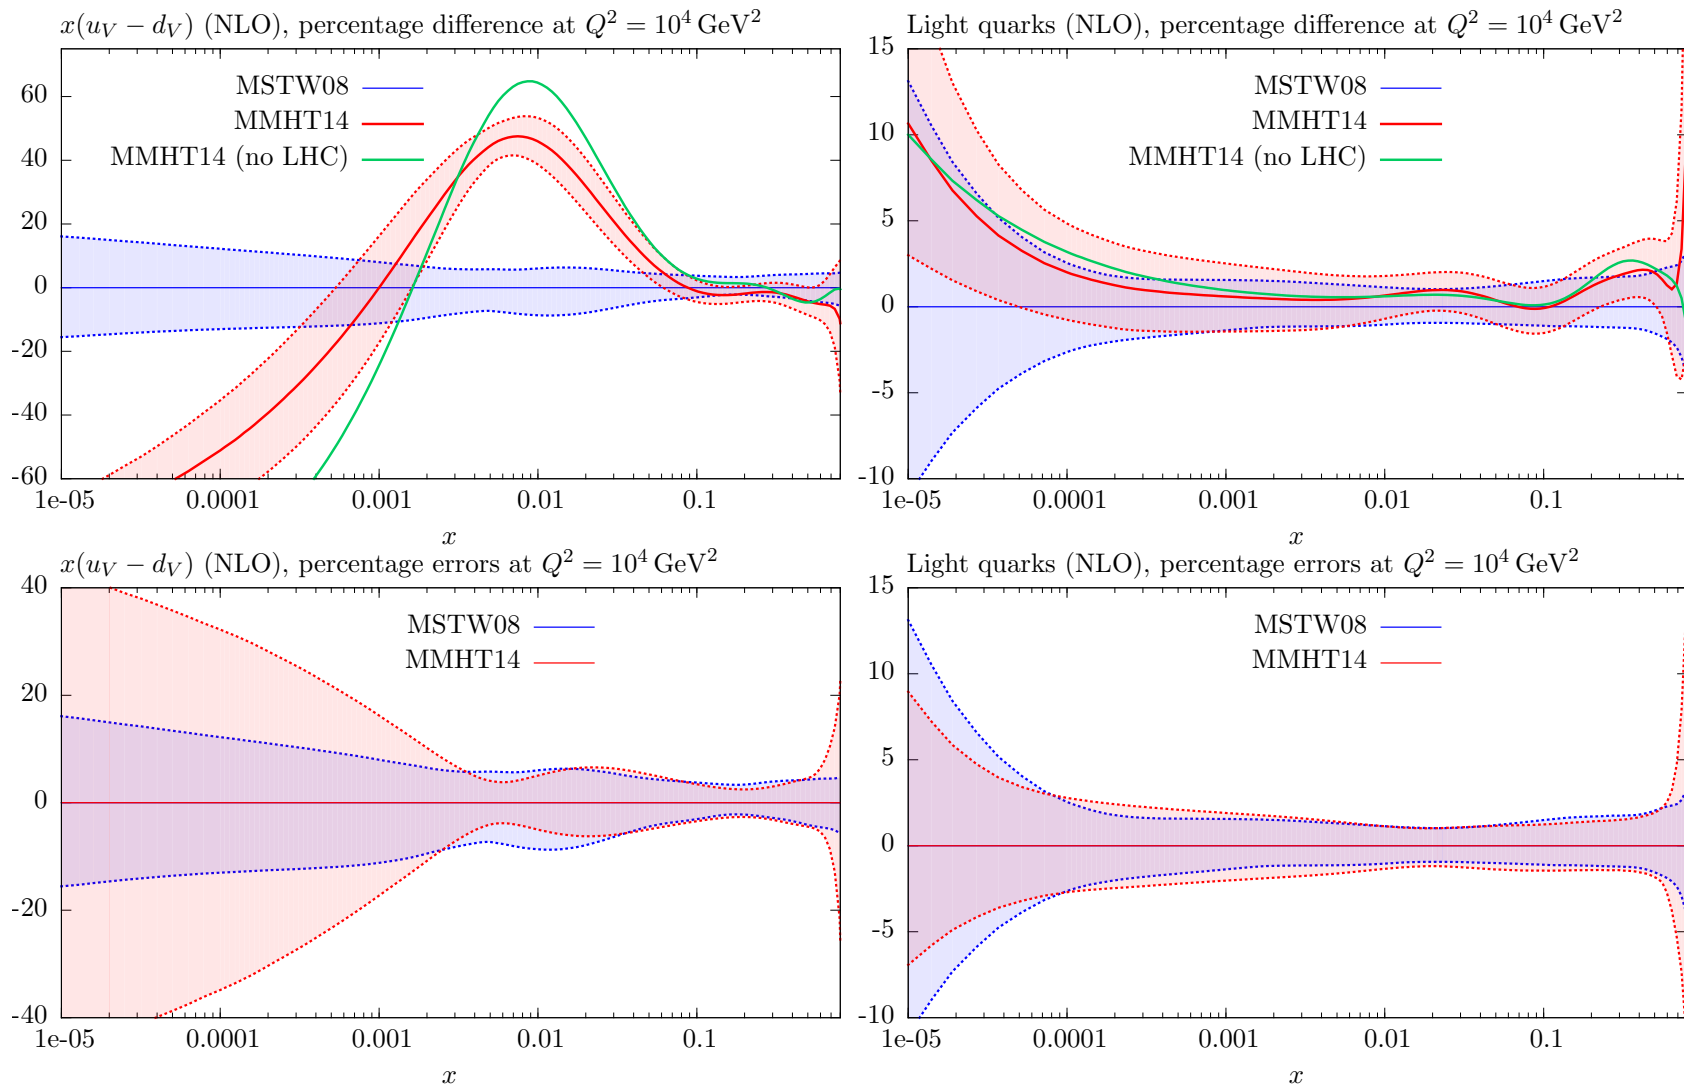 x(u_V − d_V) (NLO), percentage difference at Q² = 10⁴ GeV²
60
40
20
0
-20
-40
-60
MSTW08
MMHT14
MMHT14 (no LHC)
1e-05 0.0001 0.001 0.01 0.1
x
Light quarks (NLO), percentage difference at Q² = 10⁴ GeV²
15
10
5
0
-5
-10
MSTW08
MMHT14
MMHT14 (no LHC)
1e-05 0.0001 0.001 0.01 0.1
x
x(u_V − d_V) (NLO), percentage errors at Q² = 10⁴ GeV²
40
20
0
-20
-40
MSTW08
MMHT14
1e-05 0.0001 0.001 0.01 0.1
x
Light quarks (NLO), percentage errors at Q² = 10⁴ GeV²
15
10
5
0
-5
-10
MSTW08
MMHT14
1e-05 0.0001 0.001 0.01 0.1
x